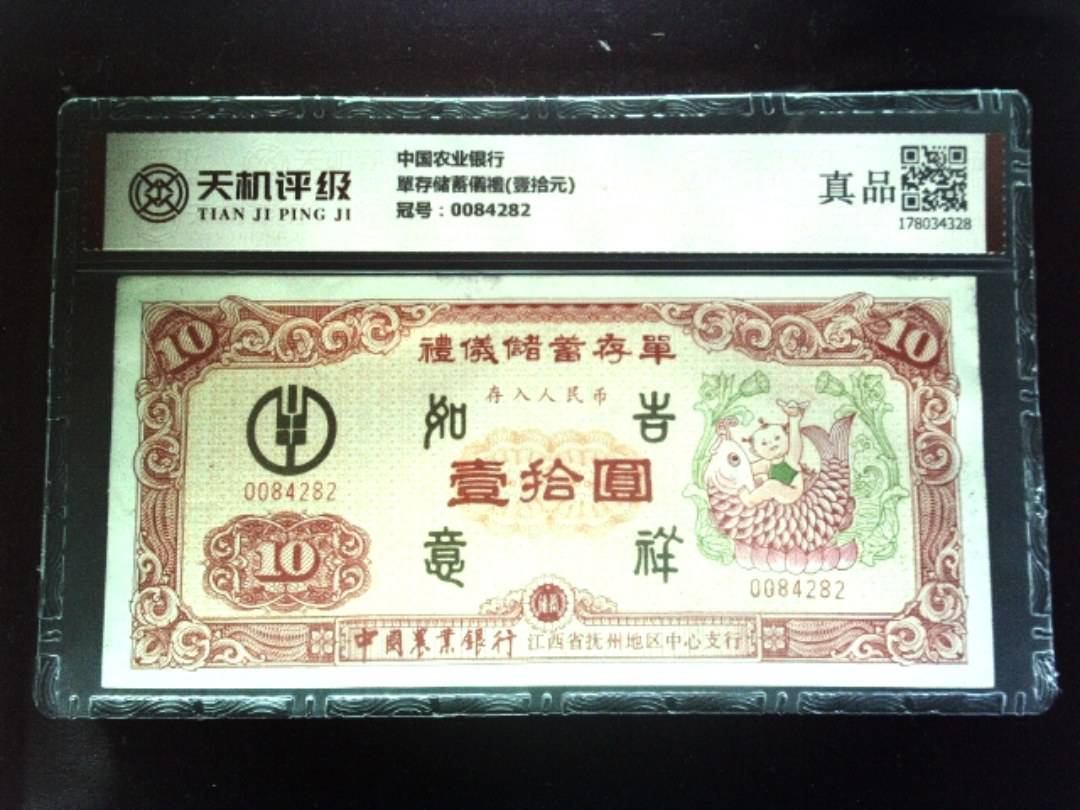 天机评级
TIAN JI PING JI
中国农业银行
單存储蓄儀禮(壹拾元)
冠号：0084282
真品
178034328
10
10
禮儀儲蓄存單
存入人民币
如
吉
壹拾圓
0084282
10
意
祥
0084282
中國農業銀行 江西省抚州地区中心支行